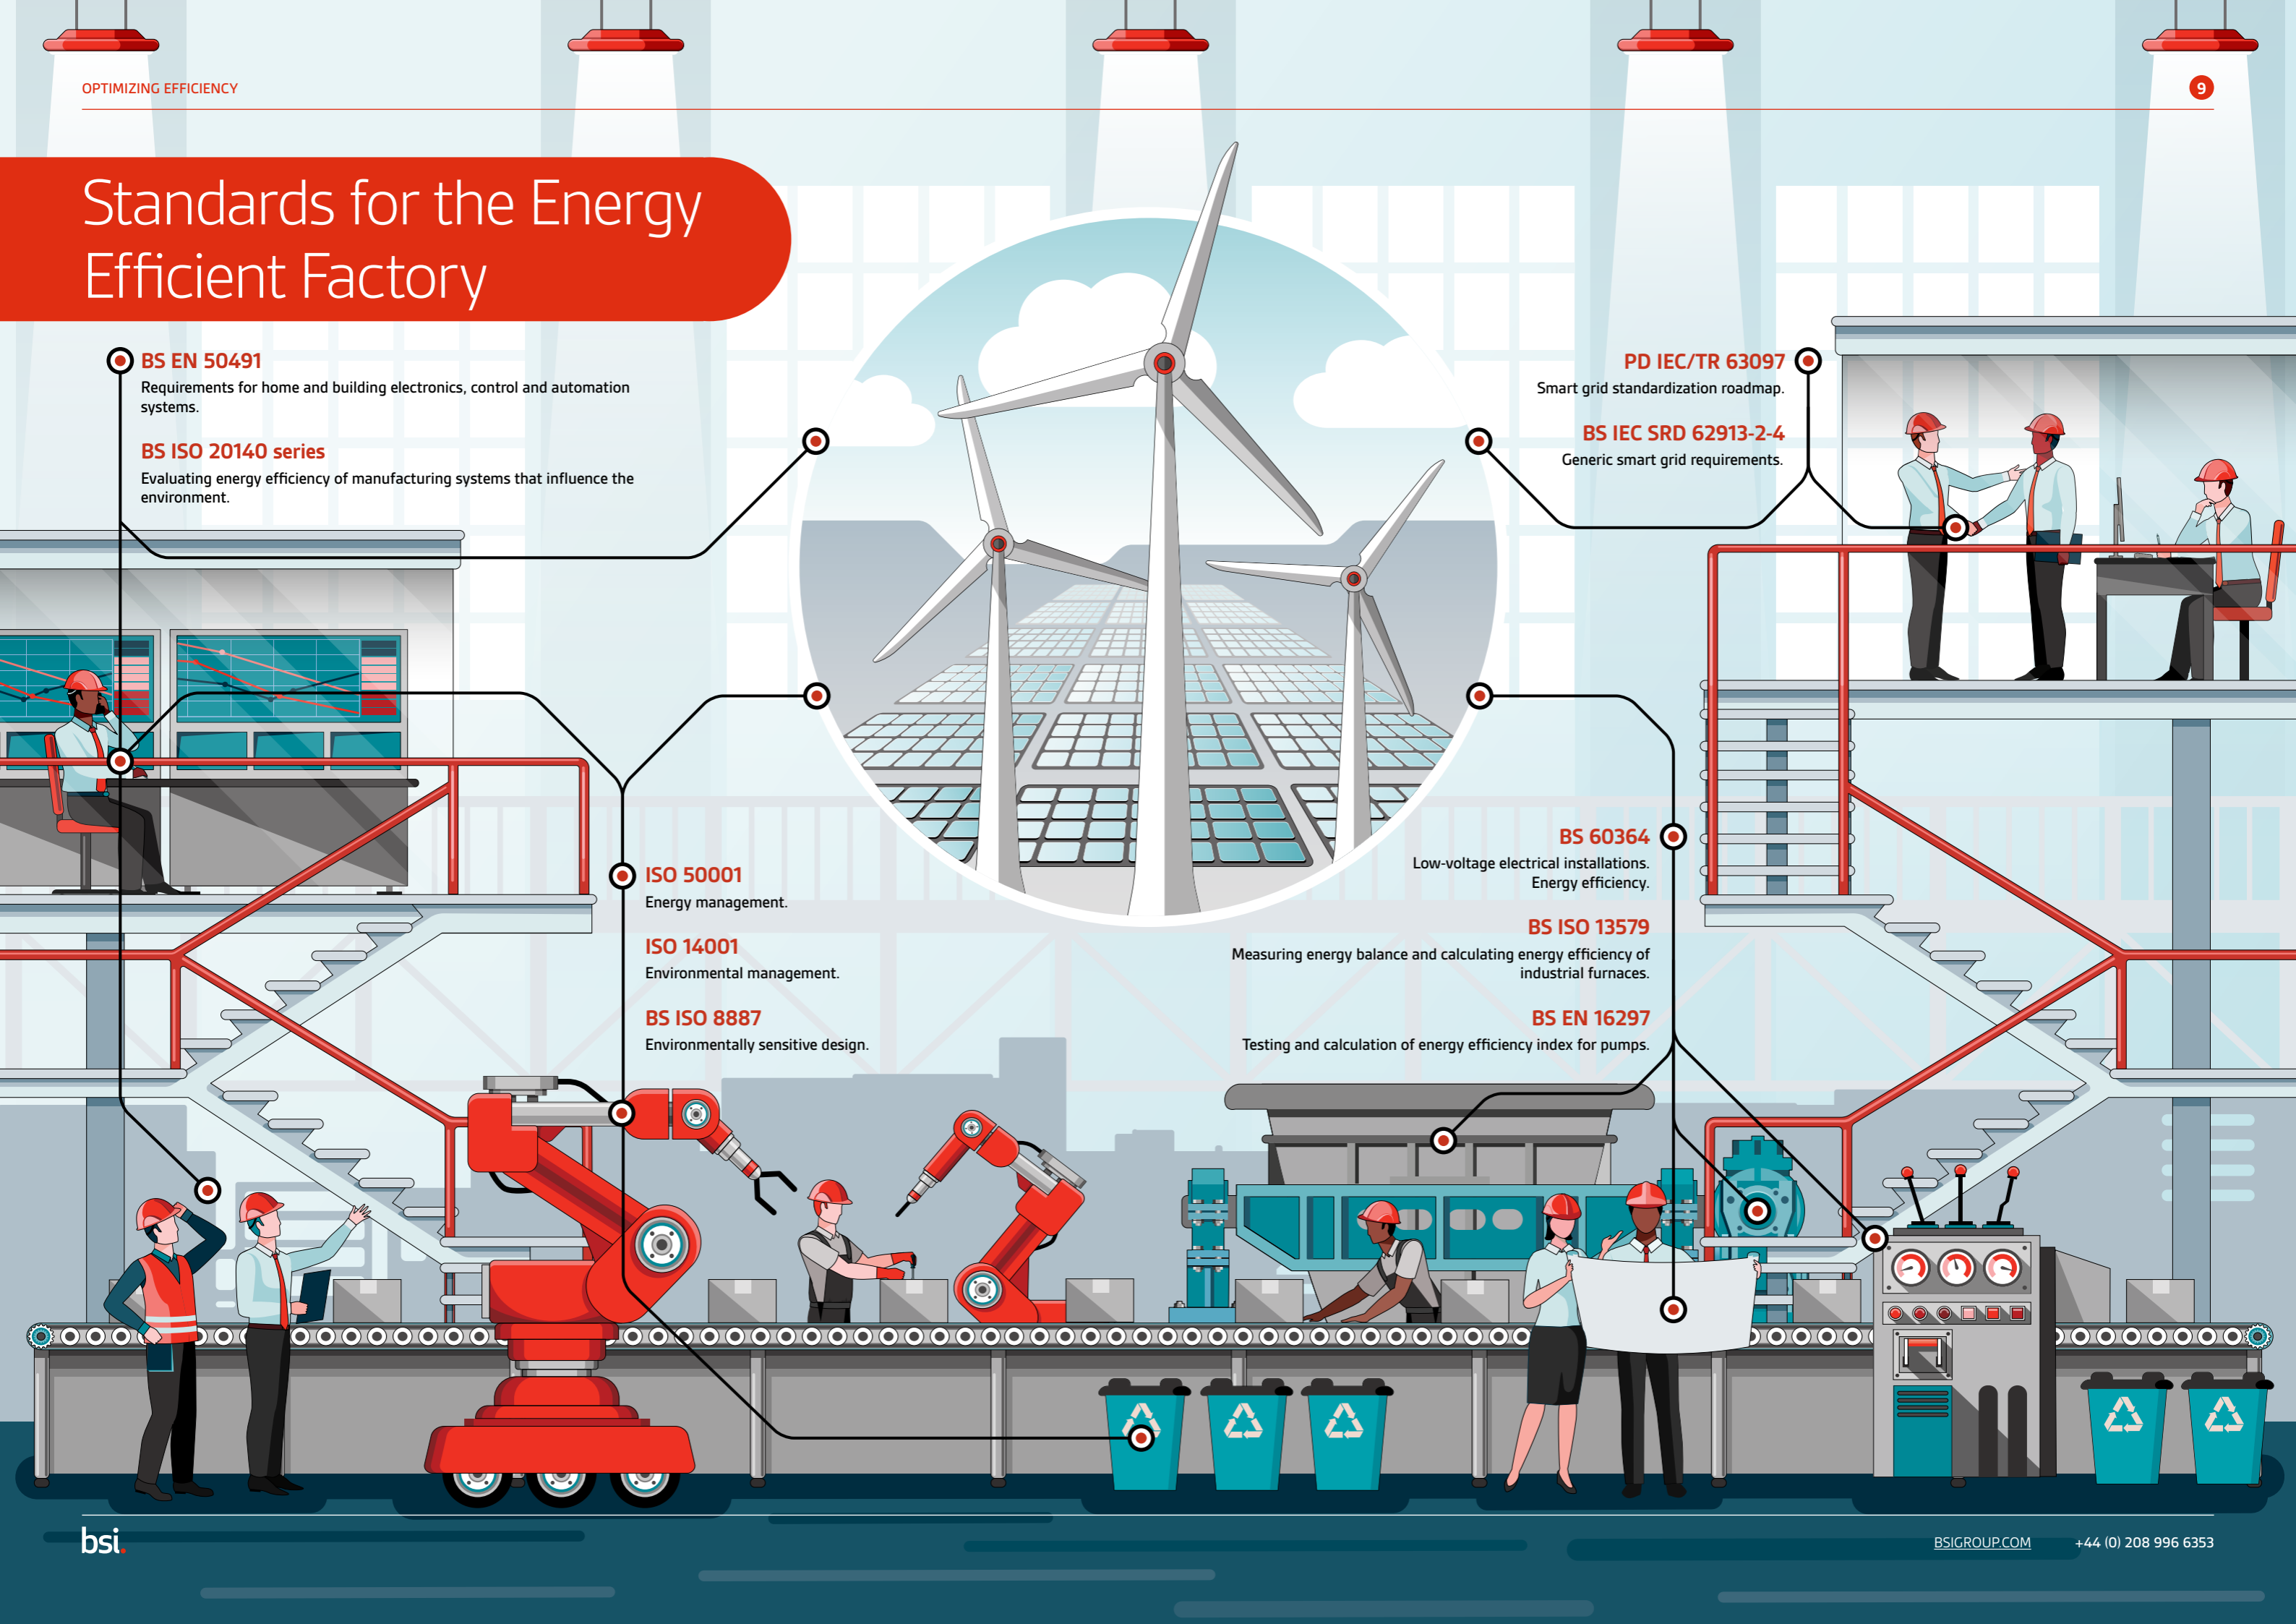 OPTIMIZING EFFICIENCY
9
Standards for the Energy
Efficient Factory
BS EN 50491
Requirements for home and building electronics, control and automation
systems.
BS ISO 20140 series
Evaluating energy efficiency of manufacturing systems that influence the
environment.
PD IEC/TR 63097
Smart grid standardization roadmap.
BS IEC SRD 62913-2-4
Generic smart grid requirements.
ISO 50001
Energy management.
ISO 14001
Environmental management.
BS ISO 8887
Environmentally sensitive design.
BS 60364
Low-voltage electrical installations.
Energy efficiency.
BS ISO 13579
Measuring energy balance and calculating energy efficiency of
industrial furnaces.
BS EN 16297
Testing and calculation of energy efficiency index for pumps.
bsi.
BSIGROUP.COM
+44 (0) 208 996 6353